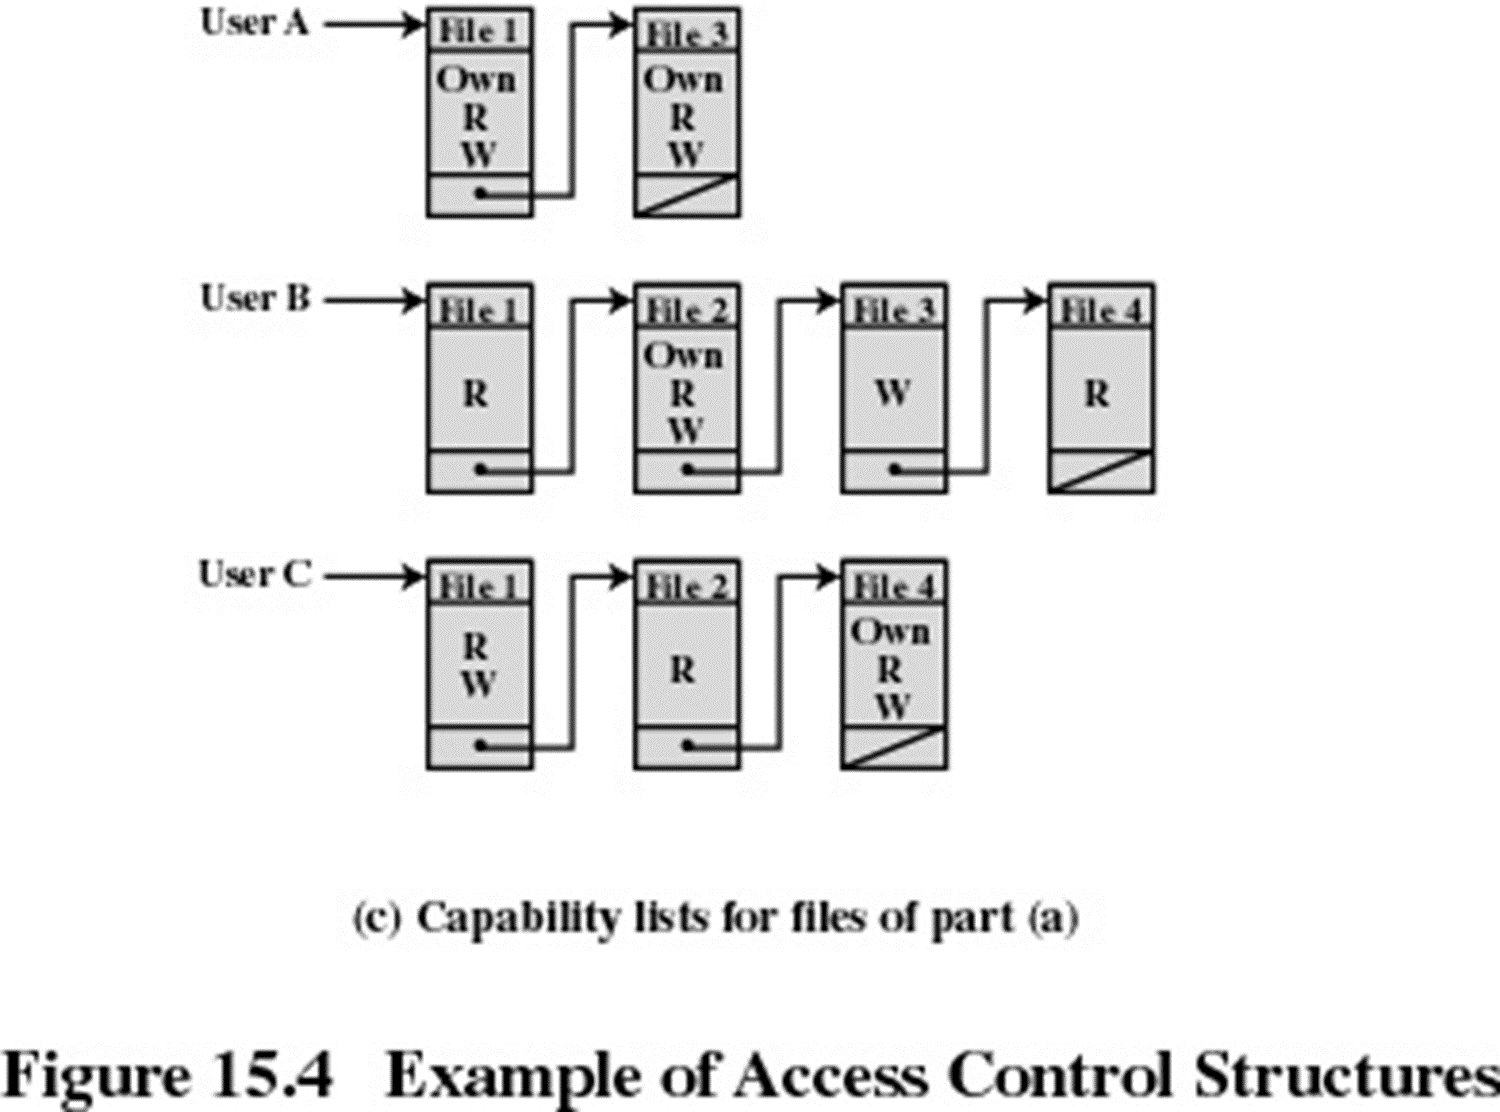 User A File 1 File 3
Own Own
R R
W W
User B File 1 File 2 File 3 File 4
R Own R W W R
User C File 1 File 2 File 4
R W R Own R W
(c) Capability lists for files of part (a)
Figure 15.4 Example of Access Control Structures